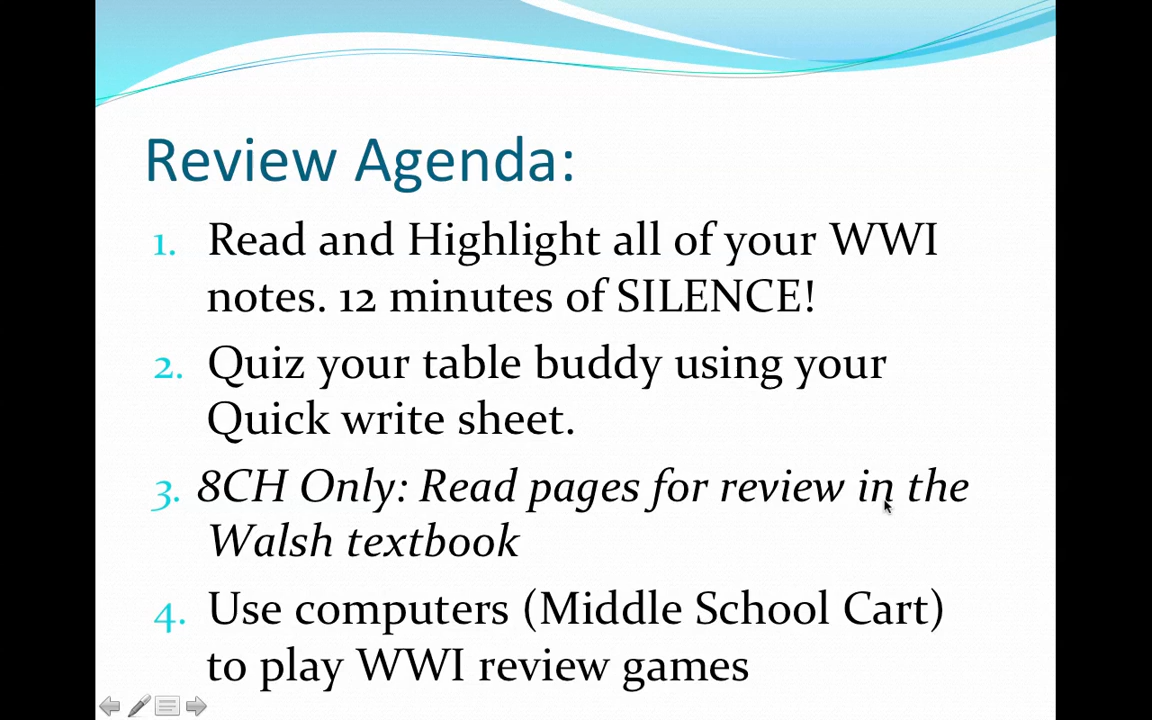 Review Agenda:
1. Read and Highlight all of your WWI
notes. 12 minutes of SILENCE!
2. Quiz your table buddy using your
Quick write sheet.
3. 8CH Only: Read pages for review in the
Walsh textbook
4. Use computers (Middle School Cart)
to play WWI review games